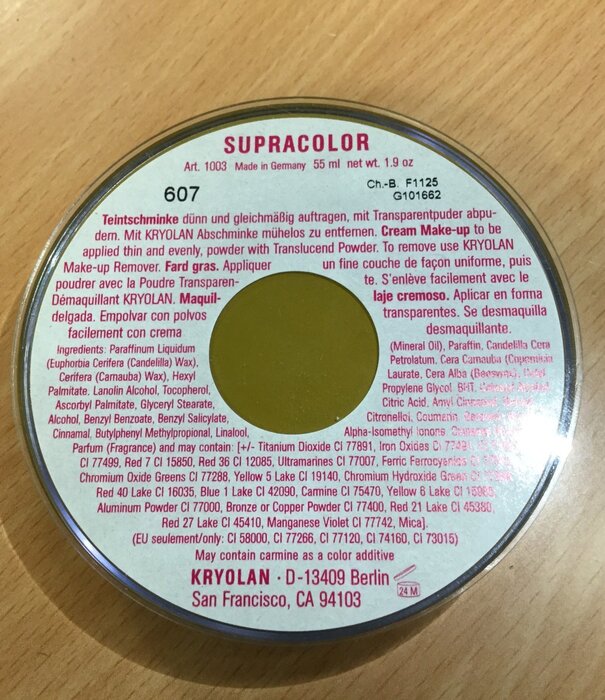 SUPRACOLOR
Art. 1003 Made in Germany 55 ml net wt. 1.9 oz
607
Ch.-B. F1125
G101662
Teintschminke dünn und gleichmäßig auftragen, mit Transparentpuder abpu-
dern. Mit KRYOLAN Abschminke mühelos zu entfernen. Cream Make-up to be
applied thin and evenly, powder with Translucend Powder. To remove use KRYOLAN
Make-up Remover. Fard gras. Appliquer un fine couche de façon uniforme, puis
poudrer avec la Poudre Transparen- te. S'enlève facilement avec le
Démaquillant KRYOLAN. Maquil- laje cremoso. Aplicar en forma
delgada. Empolvar con polvos transparentes. Se desmaquilla
facilmente con crema desmaquillante.
Ingredients: Paraffinum Liquidum (Mineral Oil), Paraffin, Candelilla Cera
(Euphorbia Cerifera (Candelilla) Wax), Petrolatum, Cera Carnauba (Copernicia
Cerifera (Carnauba) Wax), Hexyl Laurate, Cera Alba (Beeswax),
Palmitate, Lanolin Alcohol, Tocopherol, Propylene Glycol, BHT,
Ascorbyl Palmitate, Glyceryl Stearate, Citric Acid, Amyl
Alcohol, Benzyl Benzoate, Benzyl Salicylate, Citronellol, Coumarin,
Cinnamal, Butylphenyl Methylpropional, Linalool, Alpha-Isomethyl Ionone,
Parfum (Fragrance) and may contain: [+/- Titanium Dioxide CI 77891, Iron Oxides CI 77491,
CI 77499, Red 7 CI 15850, Red 36 CI 12085, Ultramarines CI 77007, Ferric Ferrocyanide
Chromium Oxide Greens CI 77288, Yellow 5 Lake CI 19140, Chromium Hydroxide Green
Red 40 Lake CI 16035, Blue 1 Lake CI 42090, Carmine CI 75470, Yellow 6 Lake CI 15985,
Aluminum Powder CI 77000, Bronze or Copper Powder CI 77400, Red 21 Lake CI 45380,
Red 27 Lake CI 45410, Manganese Violet CI 77742, Mica].
(EU seulement/only: CI 58000, CI 77266, CI 77120, CI 74160, CI 73015)
May contain carmine as a color additive
KRYOLAN · D-13409 Berlin
24 M
San Francisco, CA 94103